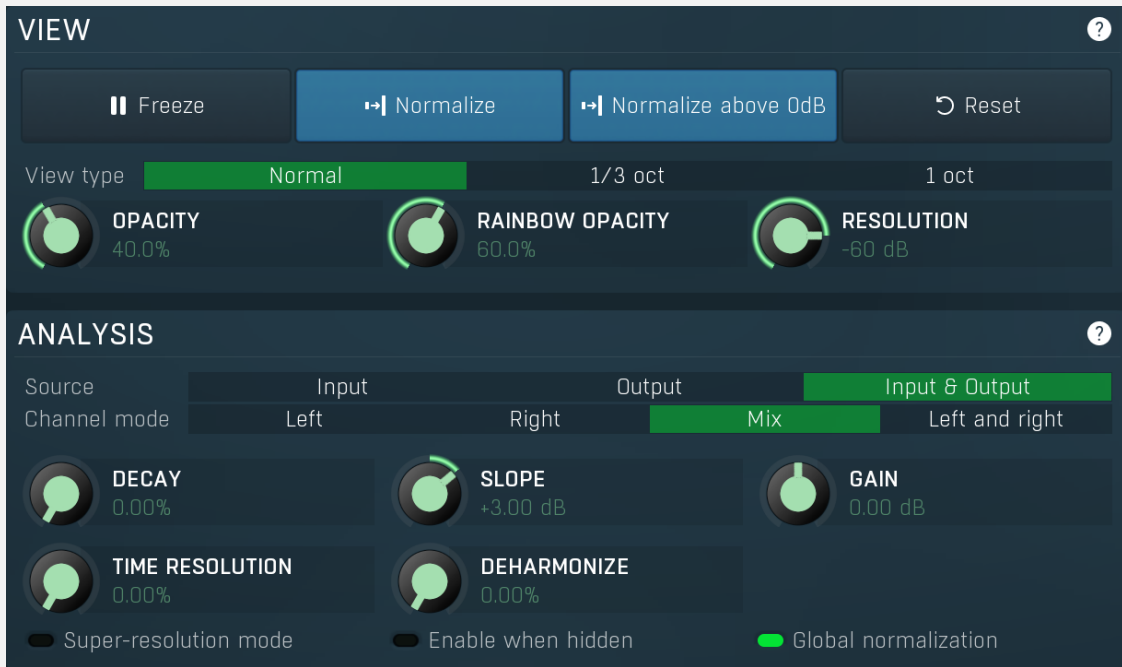 VIEW ?
Freeze Normalize Normalize above 0dB Reset
View type Normal 1/3 oct 1 oct
OPACITY RAINBOW OPACITY RESOLUTION
40.0% 60.0% -60 dB
ANALYSIS ?
Source Input Output Input & Output
Channel mode Left Right Mix Left and right
DECAY SLOPE GAIN
0.00% +3.00 dB 0.00 dB
TIME RESOLUTION DEHARMONIZE
0.00% 0.00%
Super-resolution mode Enable when hidden Global normalization